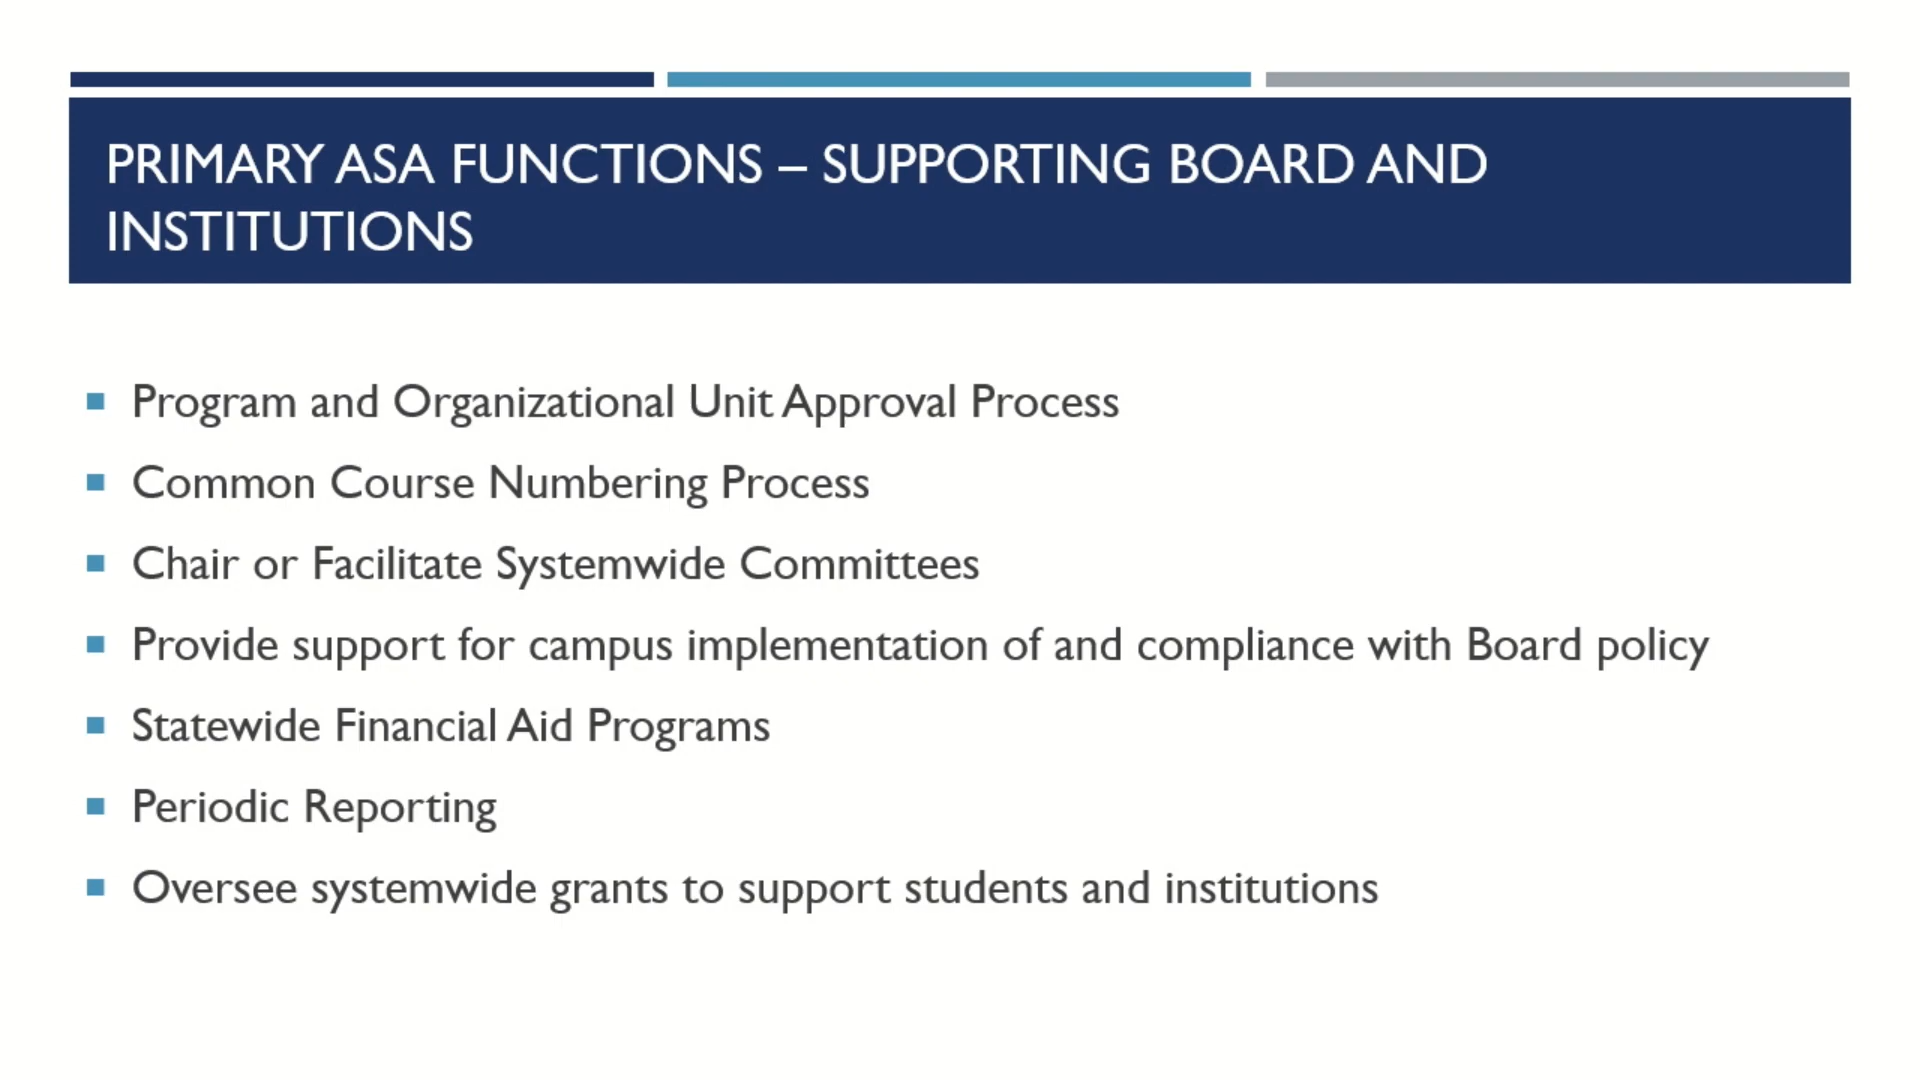 PRIMARY ASA FUNCTIONS – SUPPORTING BOARD AND
INSTITUTIONS
Program and Organizational Unit Approval Process
Common Course Numbering Process
Chair or Facilitate Systemwide Committees
Provide support for campus implementation of and compliance with Board policy
Statewide Financial Aid Programs
Periodic Reporting
Oversee systemwide grants to support students and institutions